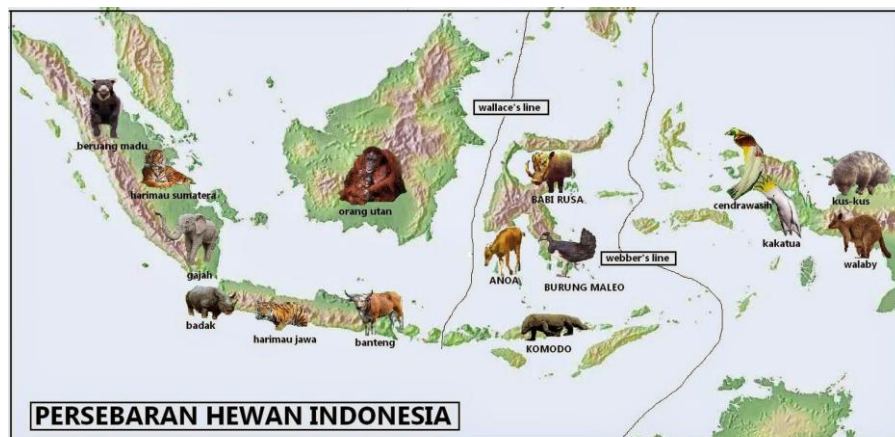 wallace's line
beruang madu
harimau sumatera
orang utan
BABI RUSA
cendrawasih
kus-kus
kakatua
webber's line
walaby
gajah
ANOA
BURUNG MALEO
badak
harimau jawa
banteng
KOMODO
PERSEBARAN HEWAN INDONESIA